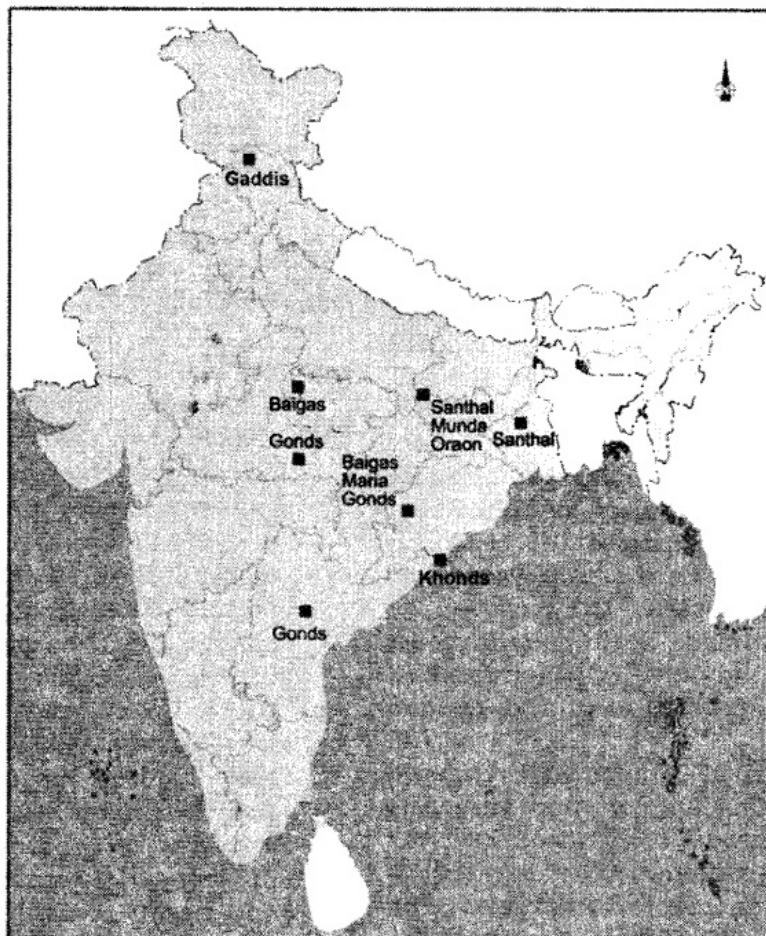 Gaddis
Baigas
Santhal
Munda
Oraon
Santhal
Gonds
Baigas
Maria
Gonds
Khonds
Gonds